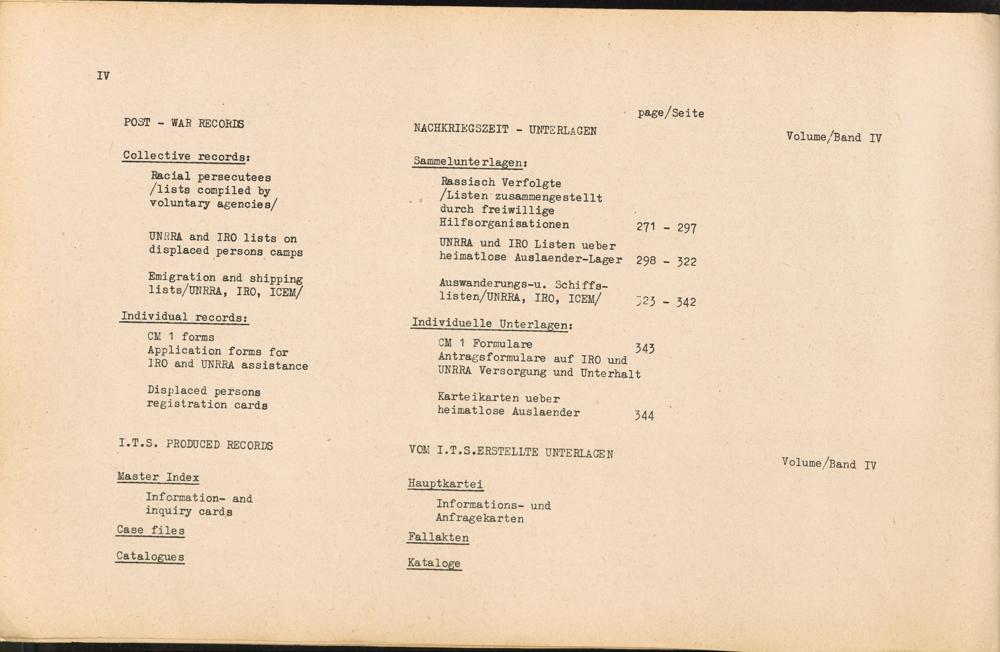 IV
page/Seite
POST - WAR RECORDS
NACHKRIEGSZEIT - UNTERLAGEN
Volume/Band IV
Collective records:
Racial persecutees
/lists compiled by
voluntary agencies/
UNRRA and IRO lists on
displaced persons camps
Emigration and shipping
lists/UNRRA, IRO, ICEM/
Individual records:
CM 1 forms
Application forms for
IRO and UNRRA assistance
Displaced persons
registration cards
Sammelunterlagen:
Rassisch Verfolgte
/Listen zusammengestellt
durch freiwillige
Hilfsorganisationen 271 - 297
UNRRA und IRO Listen ueber
heimatlose Auslaender-Lager 298 - 322
Auswanderungs-u. Schiffs-
listen/UNRRA, IRO, ICEM/ 323 - 342
Individuelle Unterlagen:
CM 1 Formulare 343
Antragsformulare auf IRO und
UNRRA Versorgung und Unterhalt
Karteikarten ueber
heimatlose Auslaender 344
I.T.S. PRODUCED RECORDS
VOM I.T.S.ERSTELLTE UNTERLAGEN
Volume/Band IV
Master Index
Information- and
inquiry cards
Case files
Catalogues
Hauptkartei
Informations- und
Anfragekarten
Fallakten
Kataloge